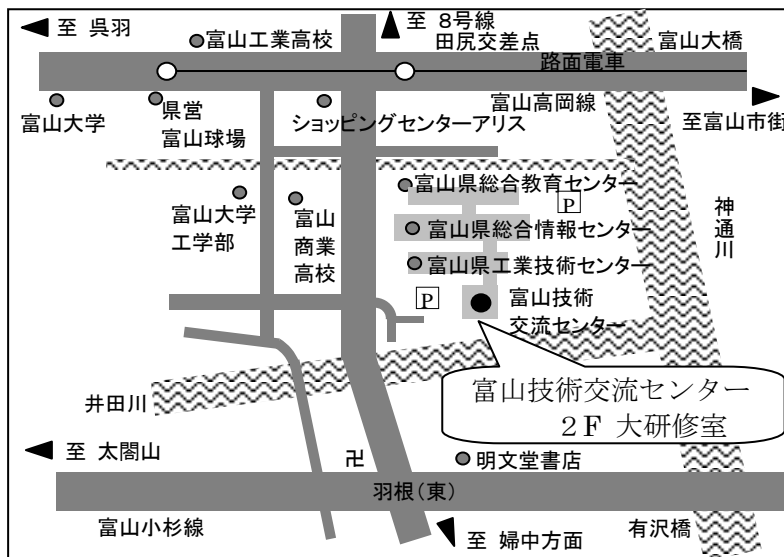 至 呉羽
富山工業高校
至 8号線
田尻交差点
富山大橋
路面電車
富山大学
県営
富山球場
ショッピングセンターアリス
富山高岡線
至富山市街
富山県総合教育センター
P
富山大学
工学部
富山
商業
高校
富山県総合情報センター
神通川
富山県工業技術センター
P
富山技術
交流センター
富山技術交流センター
２F 大研修室
井田川
至 太閤山
卍
明文堂書店
羽根(東)
富山小杉線
至 婦中方面
有沢橋